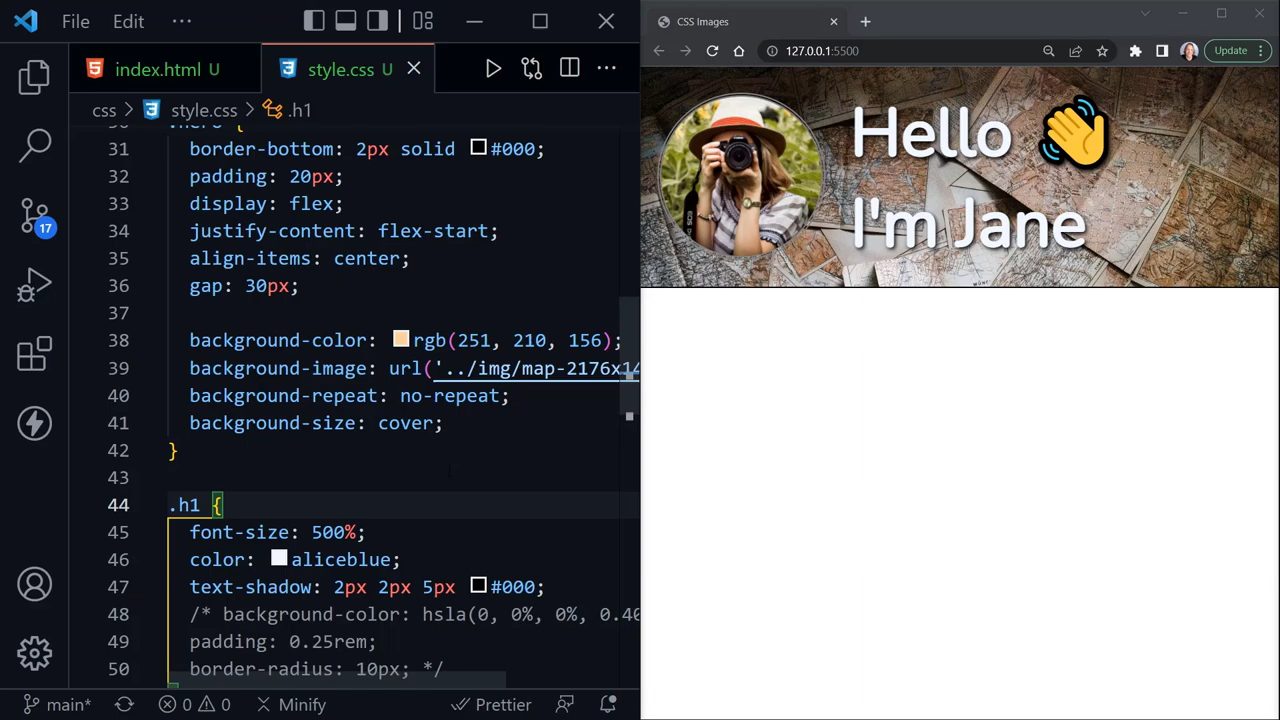 File Edit ···
index.html U style.css U
css > style.css > .h1
31 border-bottom: 2px solid #000;
32 padding: 20px;
33 display: flex;
34 justify-content: flex-start;
35 align-items: center;
36 gap: 30px;
37
38 background-color: rgb(251, 210, 156);
39 background-image: url('../img/map-2176x14
40 background-repeat: no-repeat;
41 background-size: cover;
42 }
43
44 .h1 {
45 font-size: 500%;
46 color: aliceblue;
47 text-shadow: 2px 2px 5px #000;
48 /* background-color: hsla(0, 0%, 0%, 0.40
49 padding: 0.25rem;
50 border-radius: 10px; */
17
main* 0 0 Minify Prettier
CSS Images
127.0.0.1:5500 Update
Hello 👋
I'm Jane